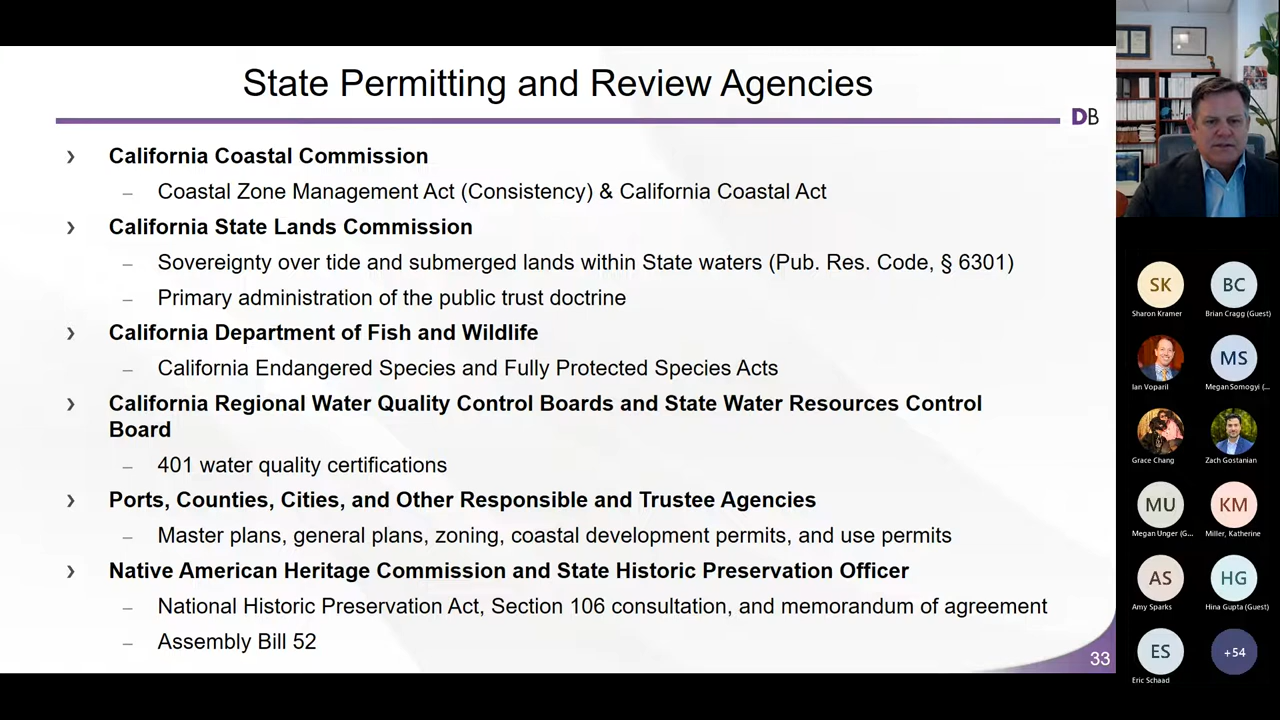 State Permitting and Review Agencies
DB
› California Coastal Commission
– Coastal Zone Management Act (Consistency) & California Coastal Act
› California State Lands Commission
– Sovereignty over tide and submerged lands within State waters (Pub. Res. Code, § 6301)
– Primary administration of the public trust doctrine
› California Department of Fish and Wildlife
– California Endangered Species and Fully Protected Species Acts
› California Regional Water Quality Control Boards and State Water Resources Control
Board
– 401 water quality certifications
› Ports, Counties, Cities, and Other Responsible and Trustee Agencies
– Master plans, general plans, zoning, coastal development permits, and use permits
› Native American Heritage Commission and State Historic Preservation Officer
– National Historic Preservation Act, Section 106 consultation, and memorandum of agreement
– Assembly Bill 52
33
SK BC
Sharon Kramer Brian Cragg (Guest)
MS
Ian Voparil Megan Somogyi (...
Grace Chang Zach Gostanian
MU KM
Megan Unger (G... Miller, Katherine
AS HG
Amy Sparks Hina Gupta (Guest)
ES +54
Eric Schaad